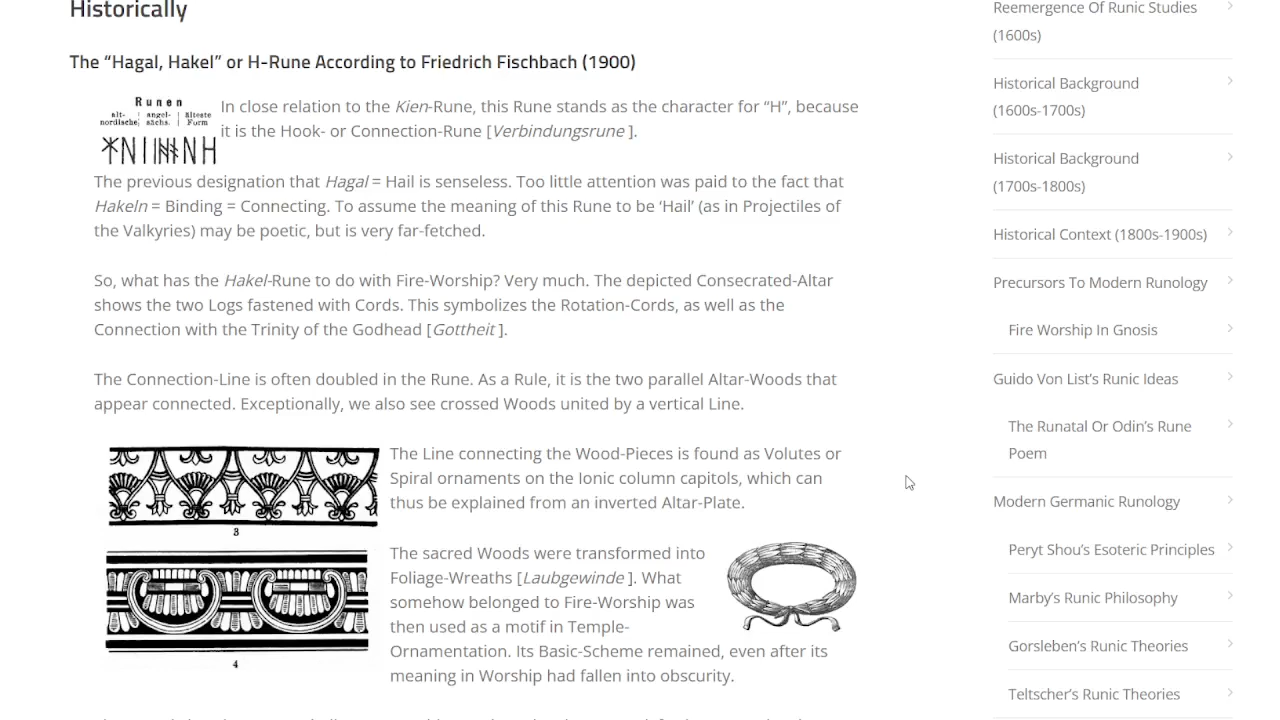 Historically
The “Hagal, Hakel” or H-Rune According to Friedrich Fischbach (1900)
Runen
alt- | angel- | älteste
nordische | sächs. | Form
In close relation to the Kien-Rune, this Rune stands as the character for “H”, because
it is the Hook- or Connection-Rune [Verbindungsrune ].
The previous designation that Hagal = Hail is senseless. Too little attention was paid to the fact that
Hakeln = Binding = Connecting. To assume the meaning of this Rune to be ‘Hail’ (as in Projectiles of
the Valkyries) may be poetic, but is very far-fetched.
So, what has the Hakel-Rune to do with Fire-Worship? Very much. The depicted Consecrated-Altar
shows the two Logs fastened with Cords. This symbolizes the Rotation-Cords, as well as the
Connection with the Trinity of the Godhead [Gottheit ].
The Connection-Line is often doubled in the Rune. As a Rule, it is the two parallel Altar-Woods that
appear connected. Exceptionally, we also see crossed Woods united by a vertical Line.
The Line connecting the Wood-Pieces is found as Volutes or
Spiral ornaments on the Ionic column capitols, which can
thus be explained from an inverted Altar-Plate.
3
The sacred Woods were transformed into
Foliage-Wreaths [Laubgewinde ]. What
somehow belonged to Fire-Worship was
then used as a motif in Temple-
Ornamentation. Its Basic-Scheme remained, even after its
meaning in Worship had fallen into obscurity.
4
Reemergence Of Runic Studies
(1600s)
Historical Background
(1600s-1700s)
Historical Background
(1700s-1800s)
Historical Context (1800s-1900s)
Precursors To Modern Runology
Fire Worship In Gnosis
Guido Von List’s Runic Ideas
The Runatal Or Odin’s Rune
Poem
Modern Germanic Runology
Peryt Shou’s Esoteric Principles
Marby’s Runic Philosophy
Gorsleben’s Runic Theories
Teltscher’s Runic Theories